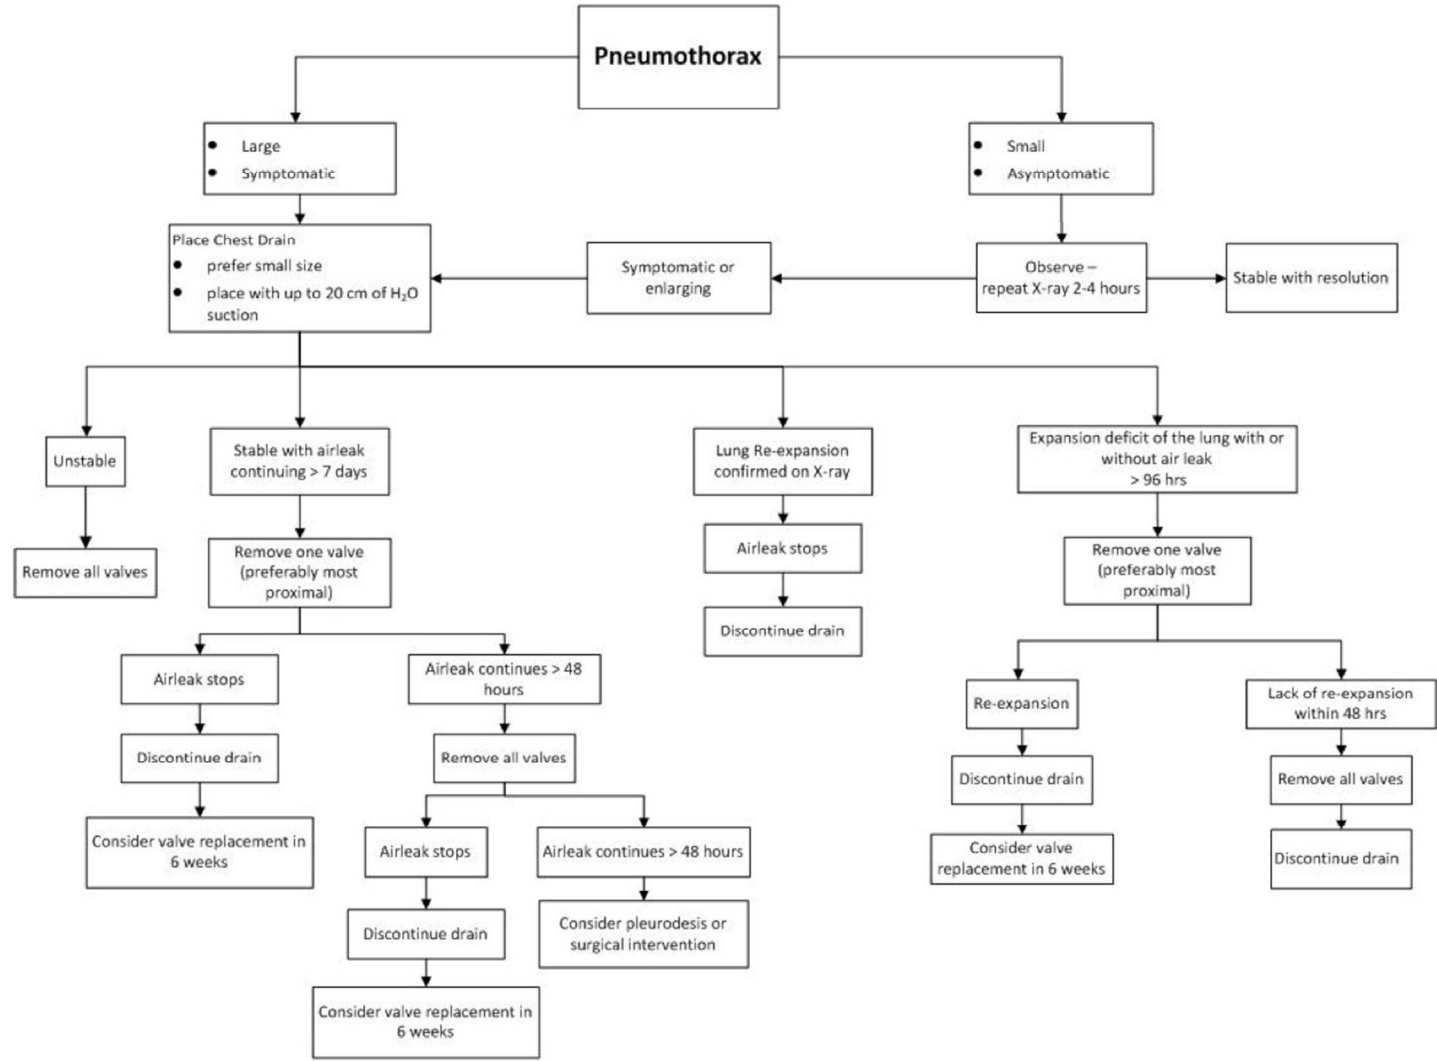 Pneumothorax
● Large
● Symptomatic
● Small
● Asymptomatic
Place Chest Drain
● prefer small size
● place with up to 20 cm of H₂O
suction
Symptomatic or
enlarging
Observe –
repeat X-ray 2-4 hours
Stable with resolution
Unstable
Remove all valves
Stable with airleak
continuing > 7 days
Remove one valve
(preferably most
proximal)
Airleak stops
Discontinue drain
Consider valve replacement in
6 weeks
Airleak continues > 48
hours
Remove all valves
Airleak stops
Discontinue drain
Consider valve replacement in
6 weeks
Airleak continues > 48 hours
Consider pleurodesis or
surgical intervention
Lung Re-expansion
confirmed on X-ray
Airleak stops
Discontinue drain
Expansion deficit of the lung with or
without air leak
> 96 hrs
Remove one valve
(preferably most
proximal)
Re-expansion
Discontinue drain
Consider valve
replacement in 6 weeks
Lack of re-expansion
within 48 hrs
Remove all valves
Discontinue drain